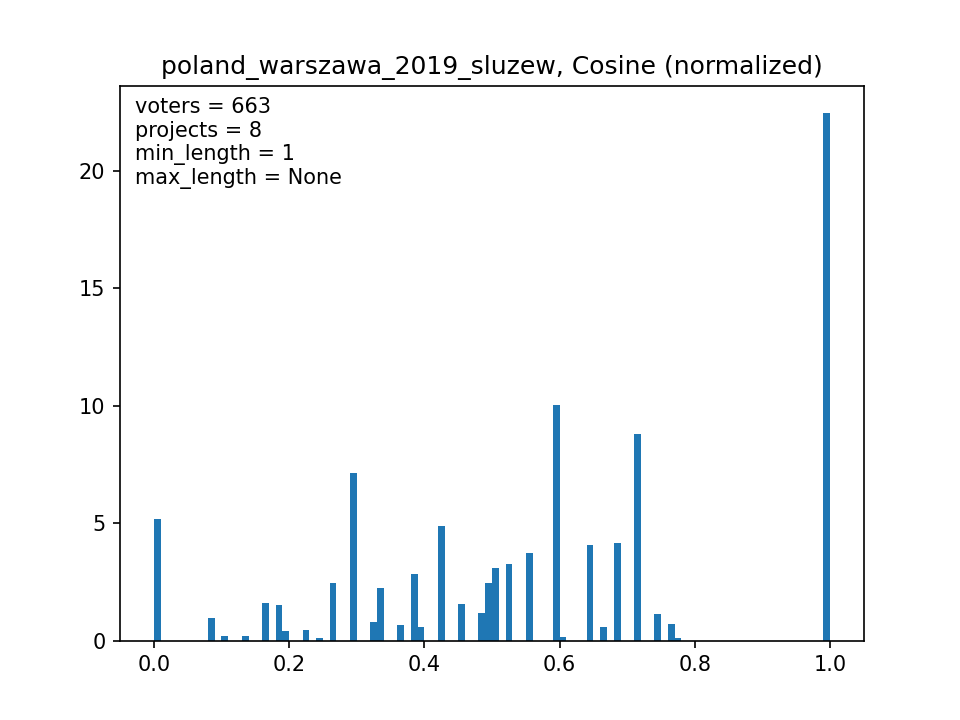 poland_warszawa_2019_sluzew, Cosine (normalized)
voters = 663
projects = 8
min_length = 1
max_length = None
20
15
10
5
0
0.0 0.2 0.4 0.6 0.8 1.0